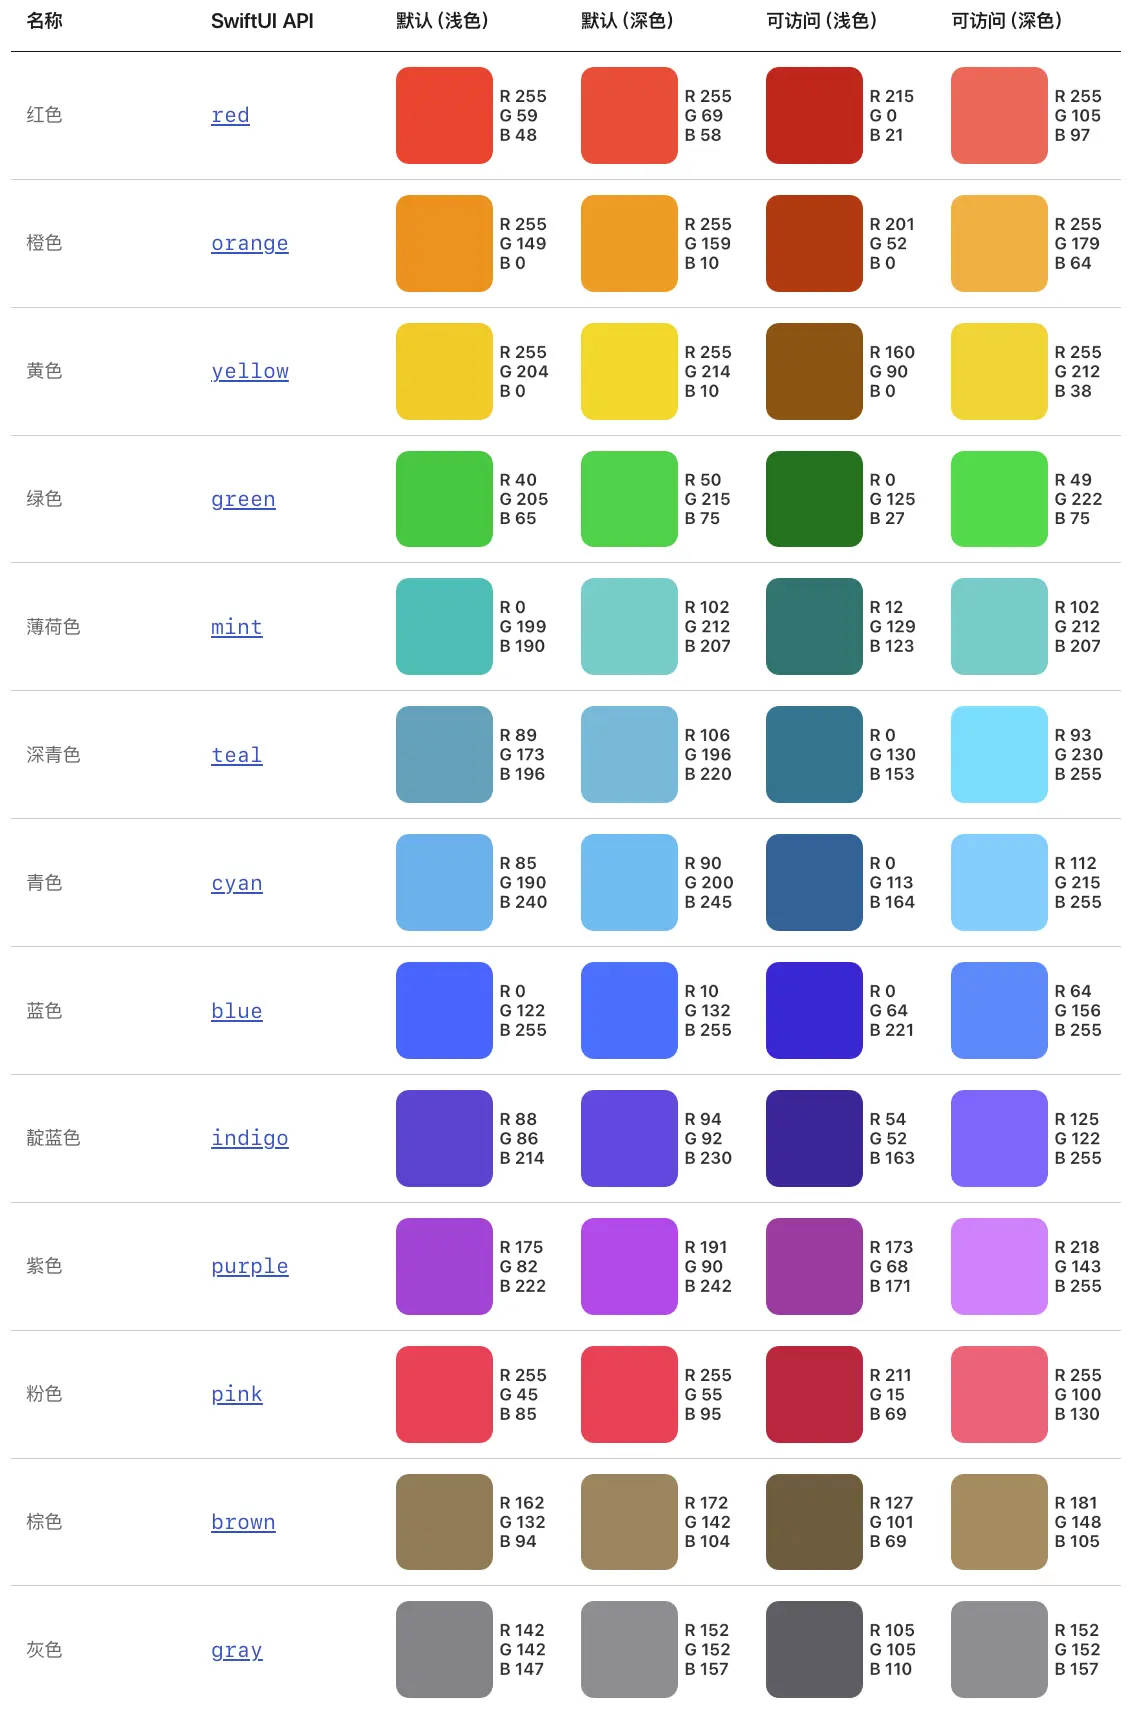 名称 SwiftUI API 默认 (浅色) 默认 (深色) 可访问 (浅色) 可访问 (深色)
红色 red R 255 G 59 B 48 R 255 G 69 B 58 R 215 G 0 B 21 R 255 G 105 B 97
橙色 orange R 255 G 149 B 0 R 255 G 159 B 10 R 201 G 52 B 0 R 255 G 179 B 64
黄色 yellow R 255 G 204 B 0 R 255 G 214 B 10 R 160 G 90 B 0 R 255 G 212 B 38
绿色 green R 40 G 205 B 65 R 50 G 215 B 75 R 0 G 125 B 27 R 49 G 222 B 75
薄荷色 mint R 0 G 199 B 190 R 102 G 212 B 207 R 12 G 129 B 123 R 102 G 212 B 207
深青色 teal R 89 G 173 B 196 R 106 G 196 B 220 R 0 G 130 B 153 R 93 G 230 B 255
青色 cyan R 85 G 190 B 240 R 90 G 200 B 245 R 0 G 113 B 164 R 112 G 215 B 255
蓝色 blue R 0 G 122 B 255 R 10 G 132 B 255 R 0 G 64 B 221 R 64 G 156 B 255
靛蓝色 indigo R 88 G 86 B 214 R 94 G 92 B 230 R 54 G 52 B 163 R 125 G 122 B 255
紫色 purple R 175 G 82 B 222 R 191 G 90 B 242 R 173 G 68 B 171 R 218 G 143 B 255
粉色 pink R 255 G 45 B 85 R 255 G 55 B 95 R 211 G 15 B 69 R 255 G 100 B 130
棕色 brown R 162 G 132 B 94 R 172 G 142 B 104 R 127 G 101 B 69 R 181 G 148 B 105
灰色 gray R 142 G 142 B 147 R 152 G 152 B 157 R 105 G 105 B 110 R 152 G 152 B 157